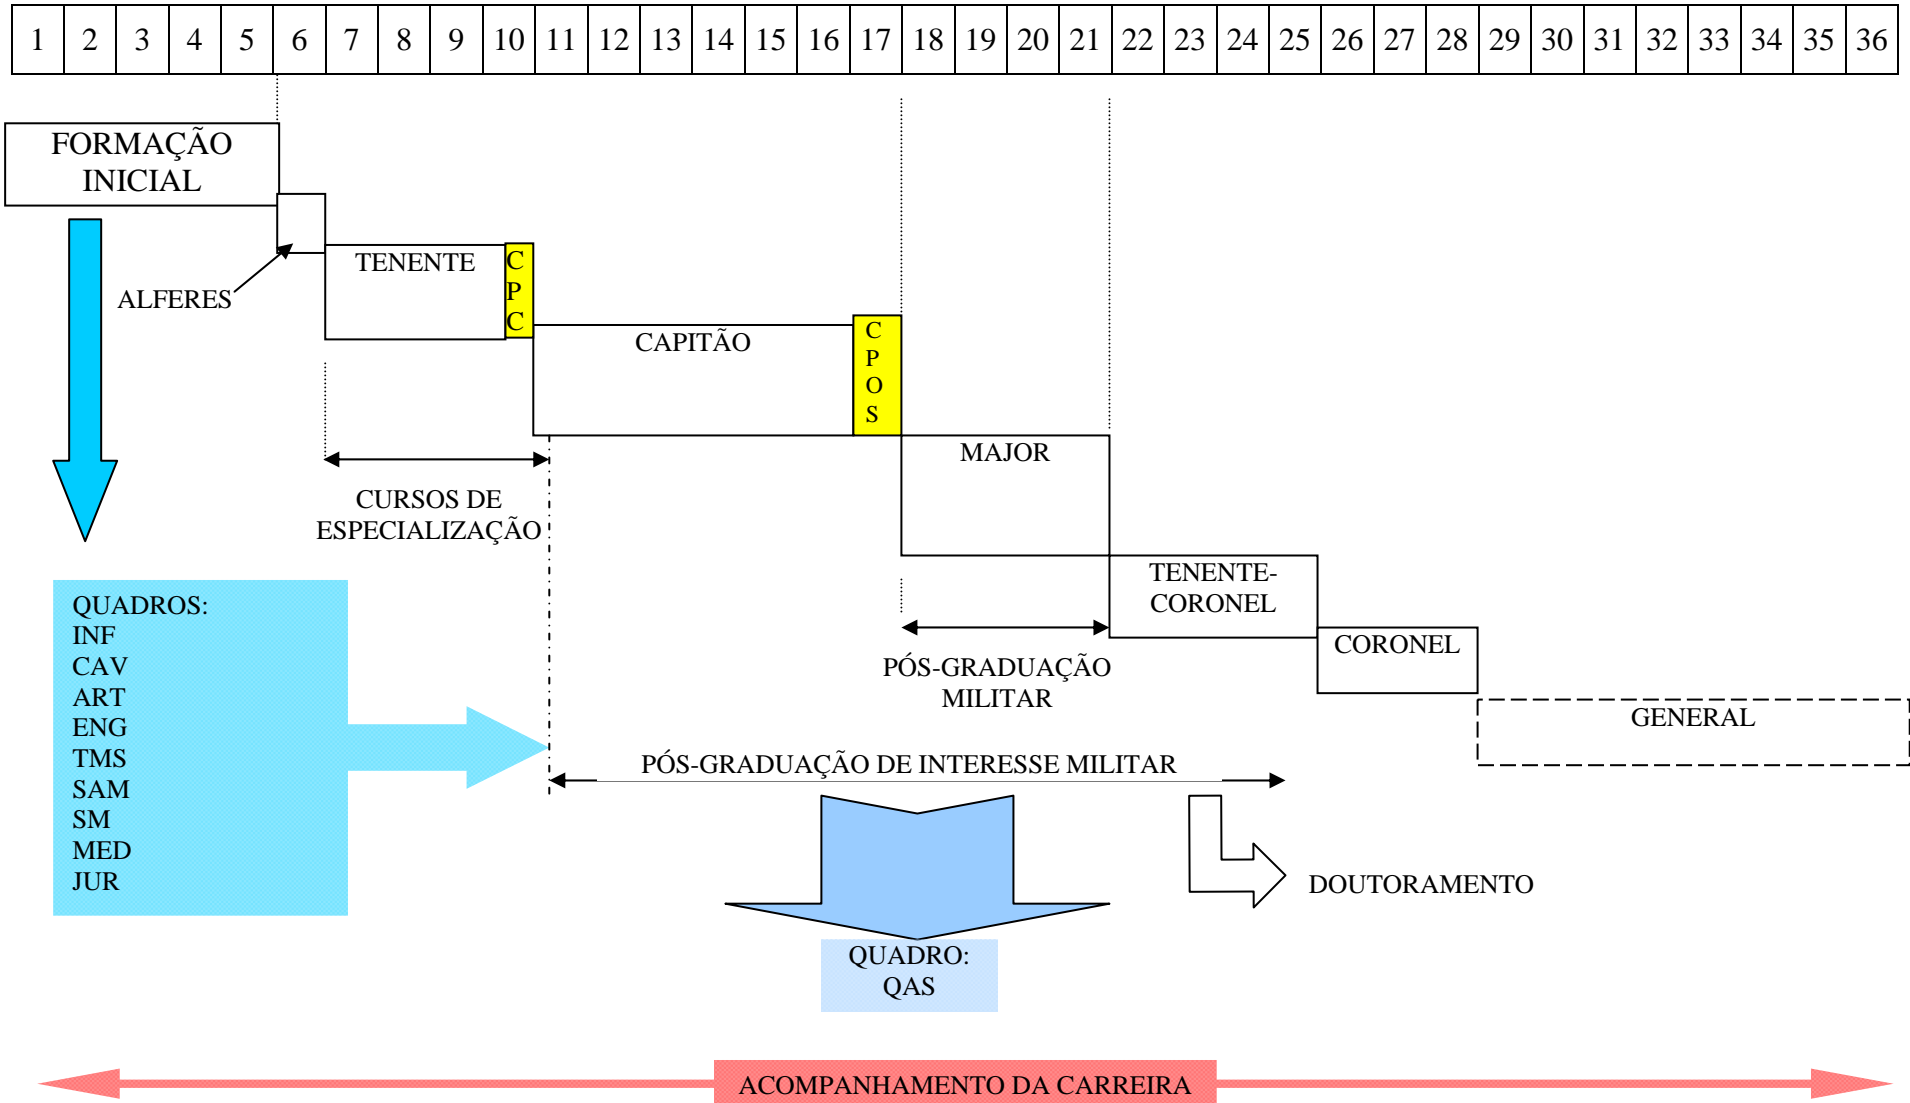 1 2 3 4 5 6 7 8 9 10 11 12 13 14 15 16 17 18 19 20 21 22 23 24 25 26 27 28 29 30 31 32 33 34 35 36
FORMAÇÃO
INICIAL
ALFERES
TENENTE
C
P
C
CAPITÃO
C
P
O
S
CURSOS DE
ESPECIALIZAÇÃO
MAJOR
TENENTE-
CORONEL
CORONEL
GENERAL
PÓS-GRADUAÇÃO
MILITAR
QUADROS:
INF
CAV
ART
ENG
TMS
SAM
SM
MED
JUR
PÓS-GRADUAÇÃO DE INTERESSE MILITAR
DOUTORAMENTO
QUADRO:
QAS
ACOMPANHAMENTO DA CARREIRA